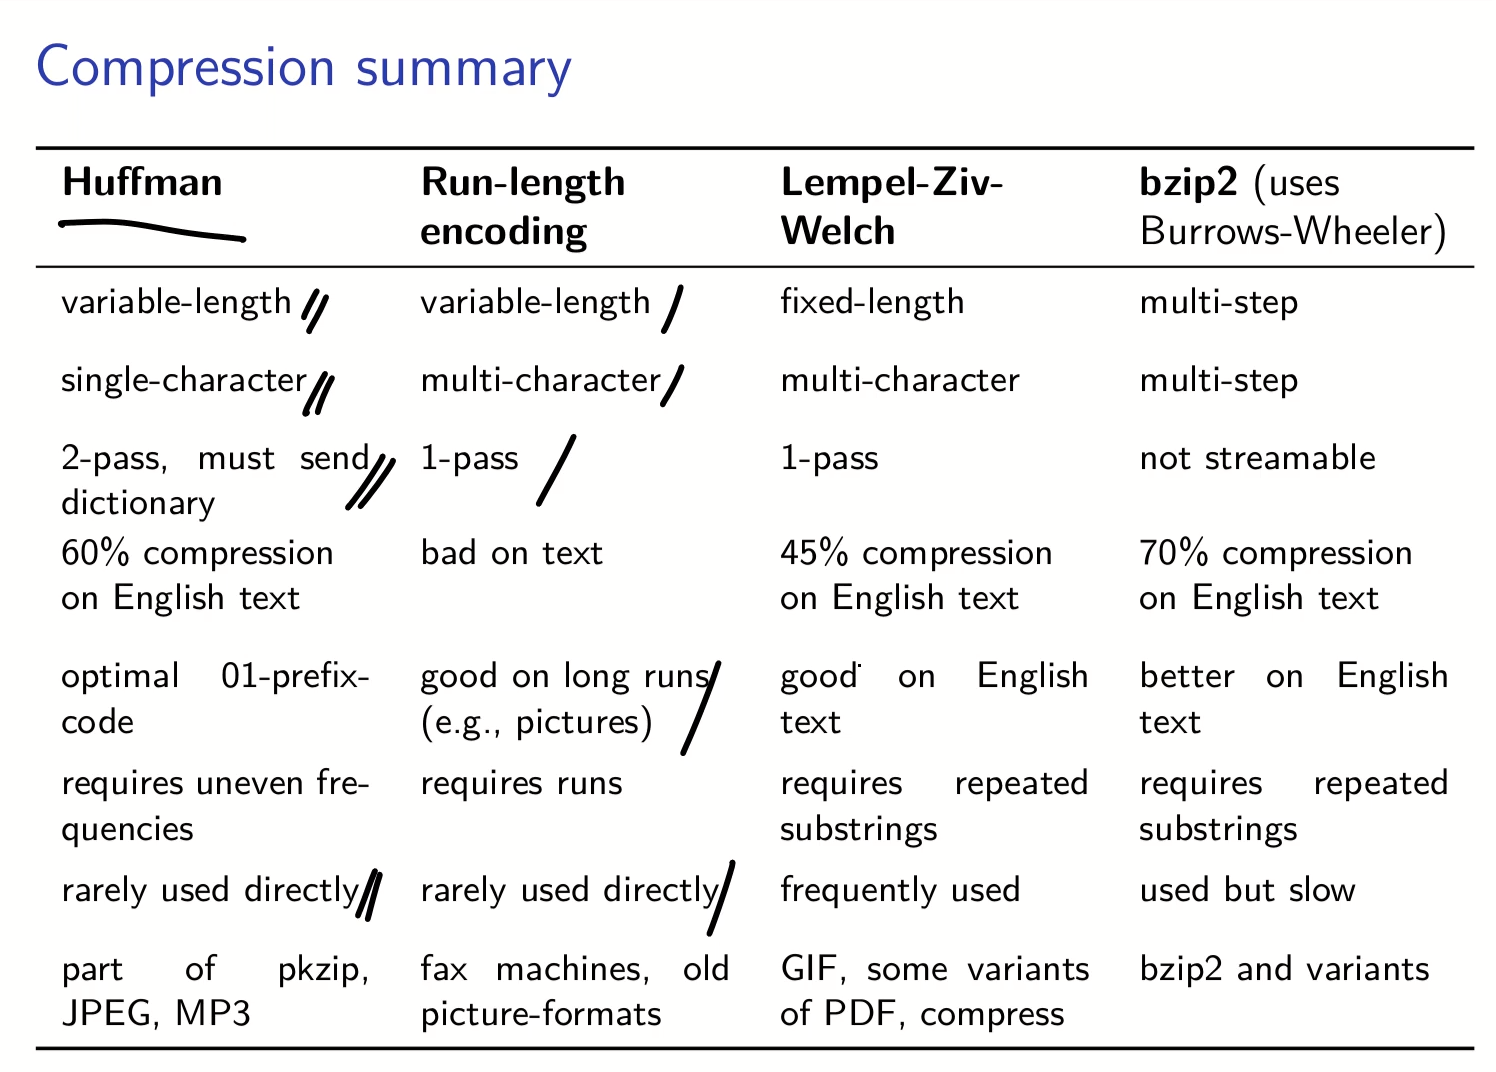 Compression summary
Huffman
Run-length
encoding
Lempel-Ziv-
Welch
bzip2 (uses
Burrows-Wheeler)
variable-length
variable-length
fixed-length
multi-step
single-character
multi-character
multi-character
multi-step
2-pass, must send
dictionary
1-pass
1-pass
not streamable
60% compression
on English text
bad on text
45% compression
on English text
70% compression
on English text
optimal 01-prefix-
code
good on long runs
(e.g., pictures)
good on English
text
better on English
text
requires uneven fre-
quencies
requires runs
requires repeated
substrings
requires repeated
substrings
rarely used directly
rarely used directly
frequently used
used but slow
part of pkzip,
JPEG, MP3
fax machines, old
picture-formats
GIF, some variants
of PDF, compress
bzip2 and variants